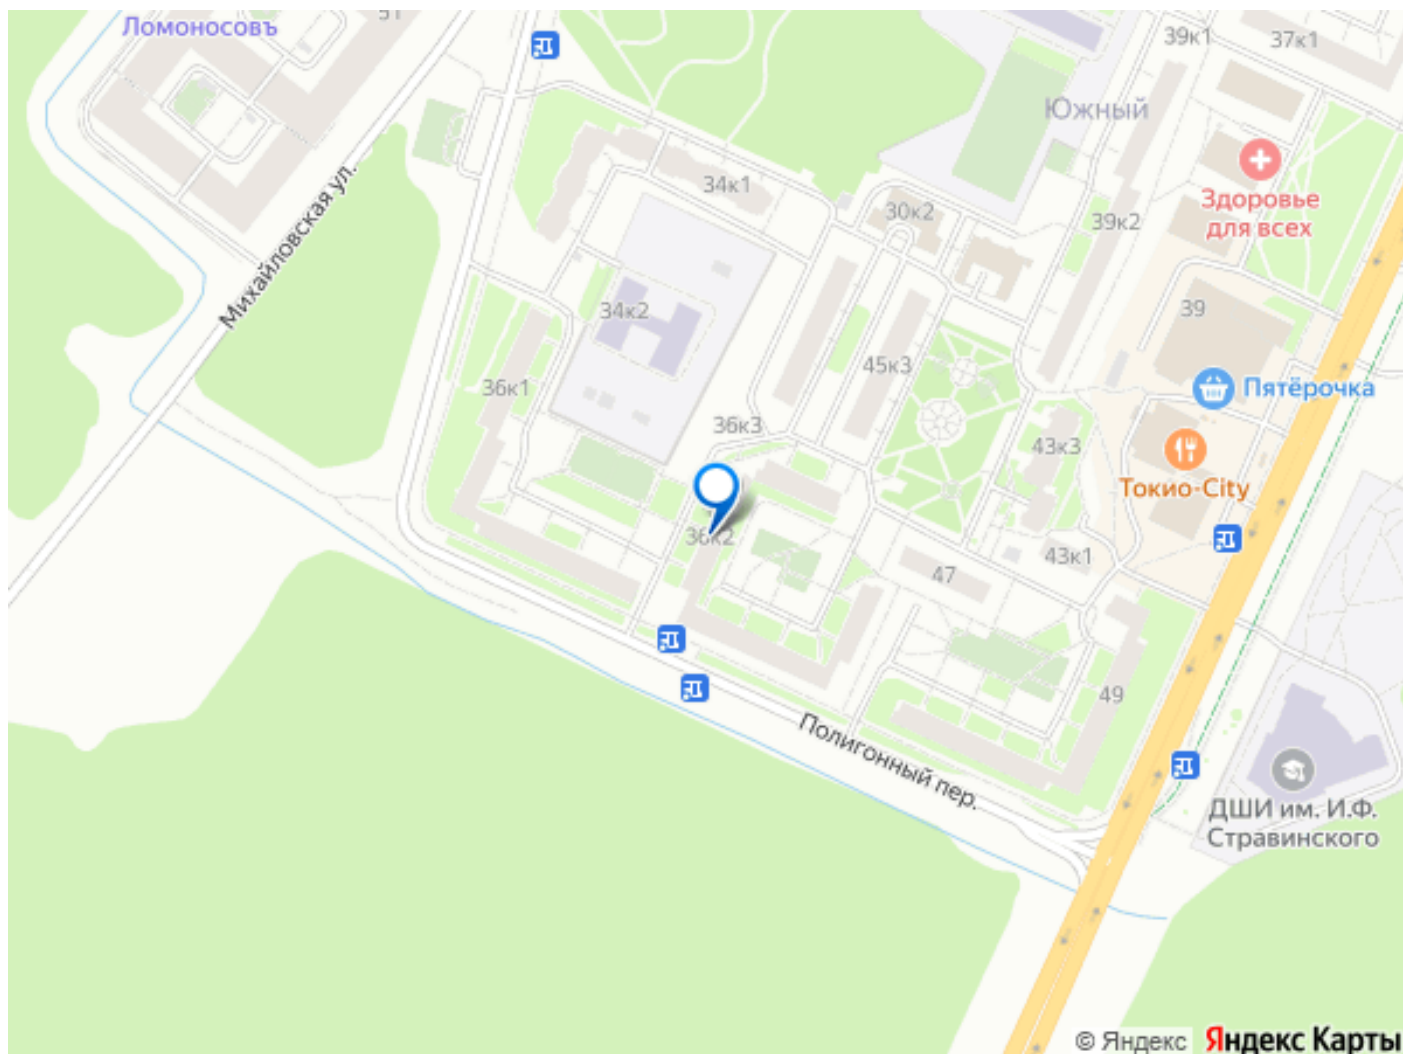 Ломоносовъ
51
39к1
37к1
Южный
Здоровье
для всех
34к1
30к2
39к2
Михайловская ул.
34к2
39
45к3
36к1
Пятёрочка
36к3
43к3
Токио-City
36к2
43к1
47
49
Полигонный пер.
ДШИ им. И.Ф.
Стравинского
© Яндекс Яндекс Карты